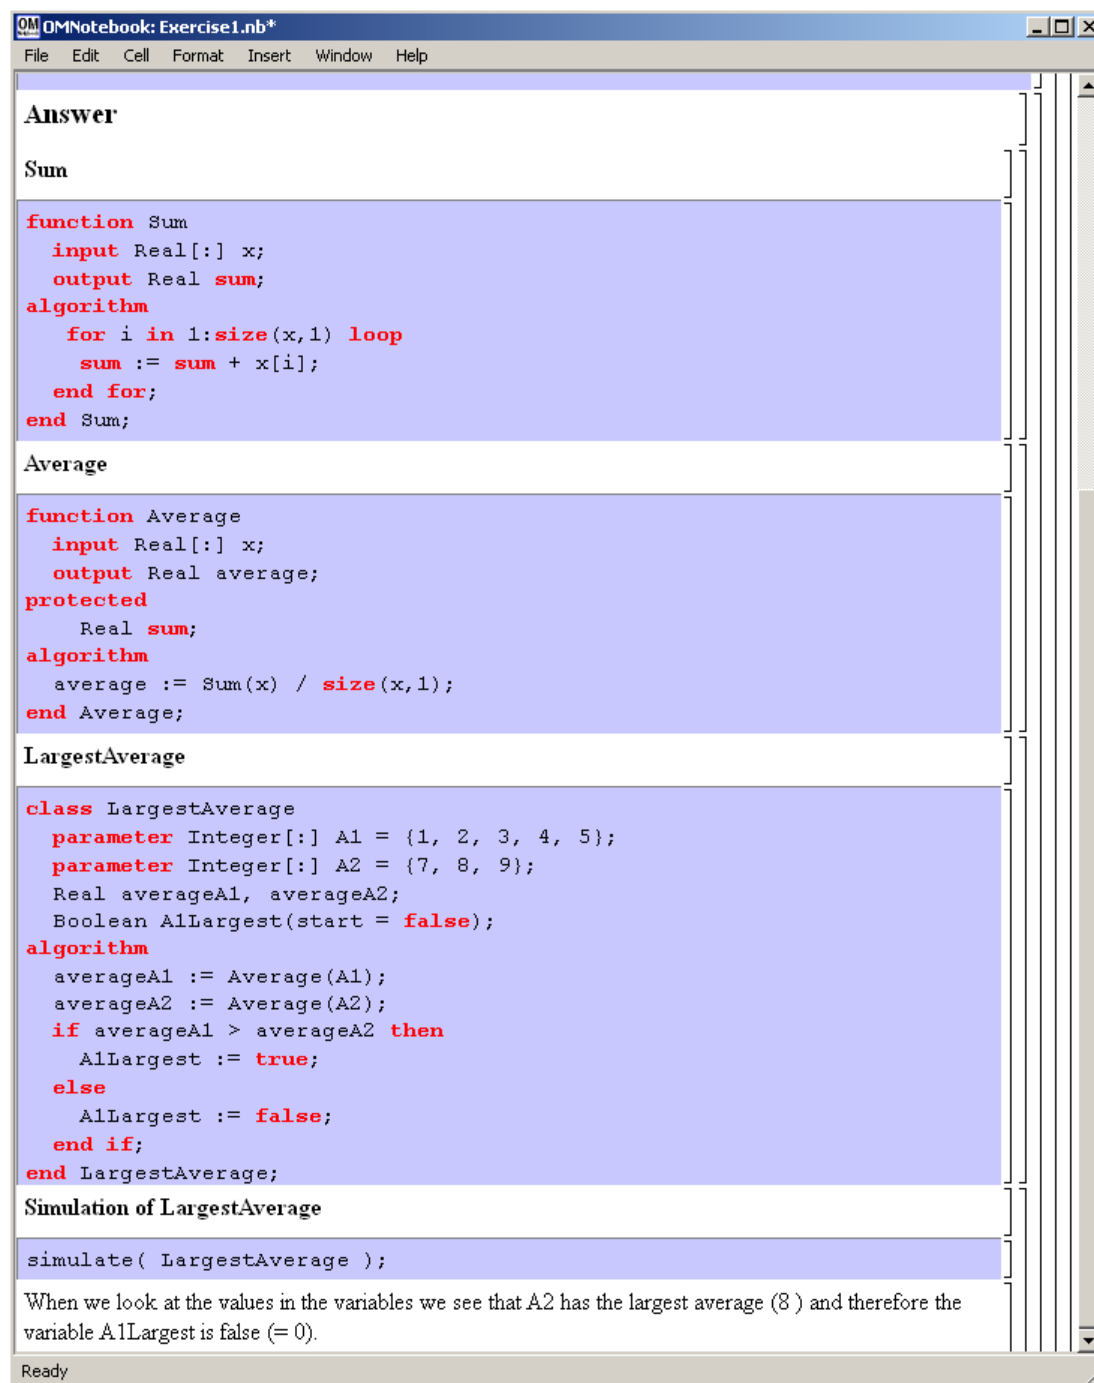 OMNotebook: Exercise1.nb*
File Edit Cell Format Insert Window Help
Answer
Sum
function Sum
  input Real[:] x;
  output Real sum;
algorithm
   for i in 1:size(x,1) loop
    sum := sum + x[i];
  end for;
end Sum;
Average
function Average
  input Real[:] x;
  output Real average;
protected
    Real sum;
algorithm
  average := Sum(x) / size(x,1);
end Average;
LargestAverage
class LargestAverage
  parameter Integer[:] A1 = {1, 2, 3, 4, 5};
  parameter Integer[:] A2 = {7, 8, 9};
  Real averageA1, averageA2;
  Boolean A1Largest(start = false);
algorithm
  averageA1 := Average(A1);
  averageA2 := Average(A2);
  if averageA1 > averageA2 then
    A1Largest := true;
  else
    A1Largest := false;
  end if;
end LargestAverage;
Simulation of LargestAverage
simulate( LargestAverage );
When we look at the values in the variables we see that A2 has the largest average (8 ) and therefore the
variable A1Largest is false (= 0).
Ready